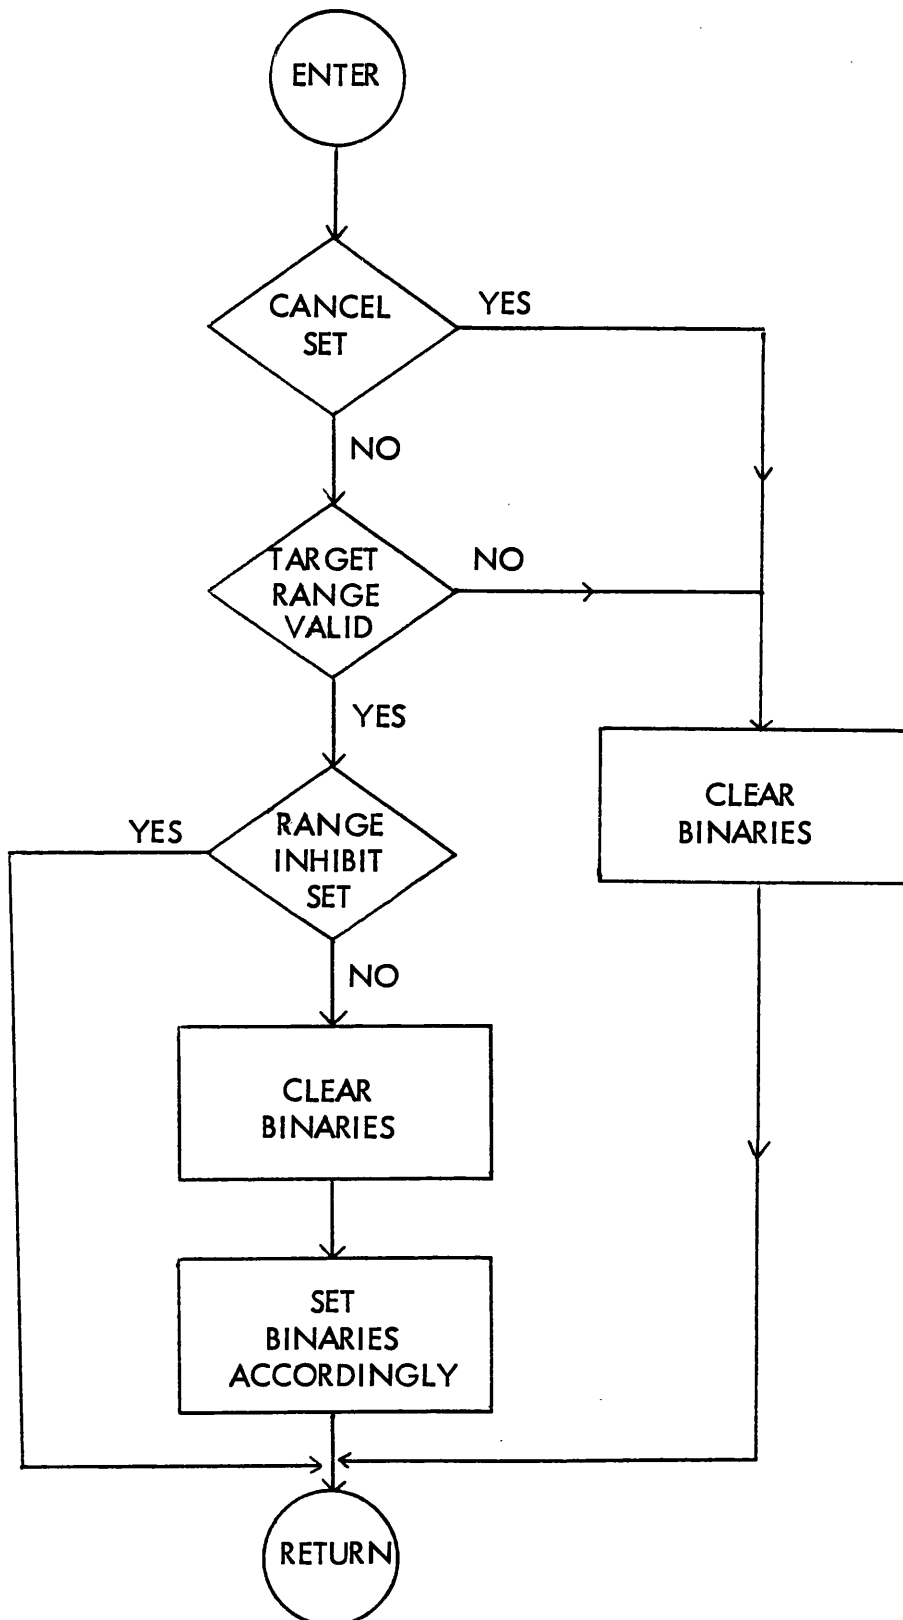 ENTER
CANCEL
SET
YES
NO
TARGET
RANGE
VALID
NO
YES
RANGE
INHIBIT
SET
YES
NO
CLEAR
BINARIES
CLEAR
BINARIES
SET
BINARIES
ACCORDINGLY
RETURN